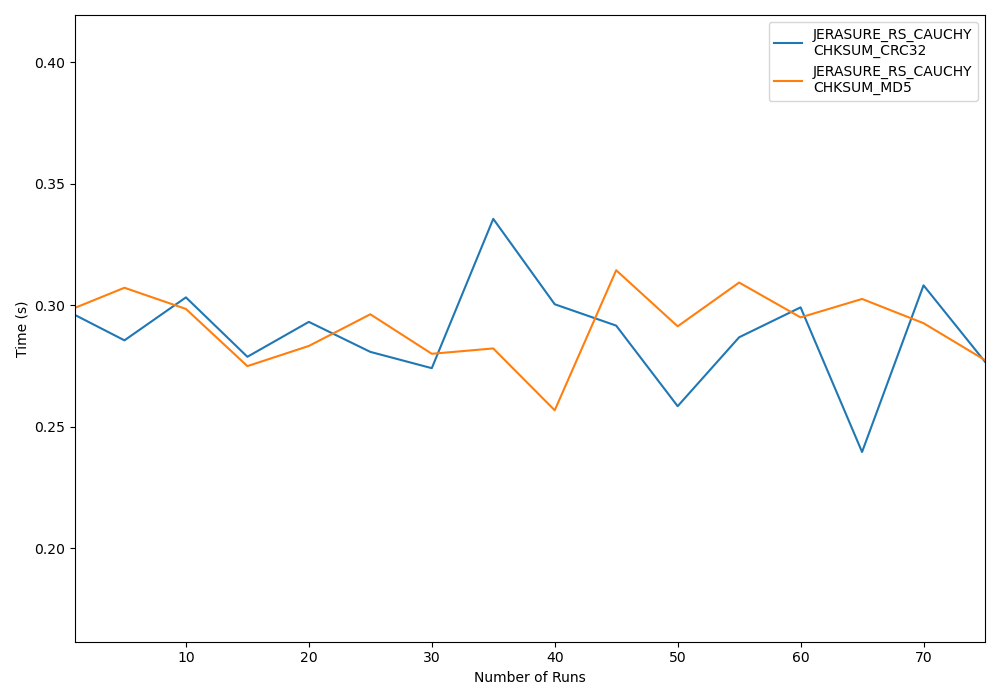 JERASURE_RS_CAUCHY
CHKSUM_CRC32
JERASURE_RS_CAUCHY
CHKSUM_MD5
0.40
0.35
0.30
0.25
0.20
Time (s)
10 20 30 40 50 60 70
Number of Runs